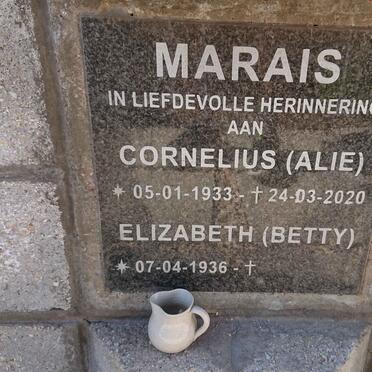 MARAIS
IN LIEFDEVOLLE HERINNERING
AAN
CORNELIUS (ALIE)
* 05-01-1933 - † 24-03-2020
ELIZABETH (BETTY)
* 07-04-1936 - †